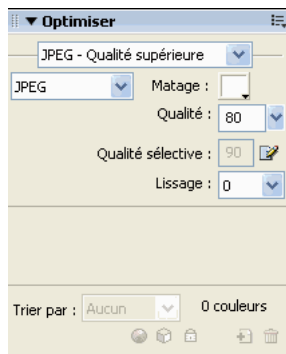 Optimiser
JPEG - Qualité supérieure
JPEG Matage :
Qualité : 80
Qualité sélective : 90
Lissage : 0
Trier par : Aucun 0 couleurs